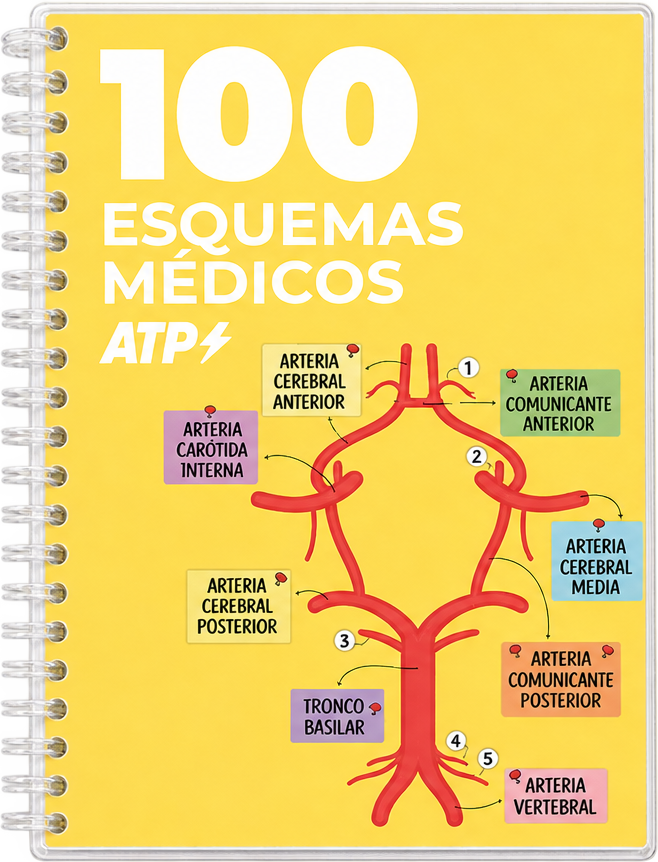 100
ESQUEMAS
MÉDICOS
ATP
ARTERIA
CEREBRAL
ANTERIOR
1
ARTERIA
COMUNICANTE
ANTERIOR
ARTERIA
CARÓTIDA
INTERNA
2
ARTERIA
CEREBRAL
MEDIA
ARTERIA
CEREBRAL
POSTERIOR
3
ARTERIA
COMUNICANTE
POSTERIOR
TRONCO
BASILAR
4
5
ARTERIA
VERTEBRAL